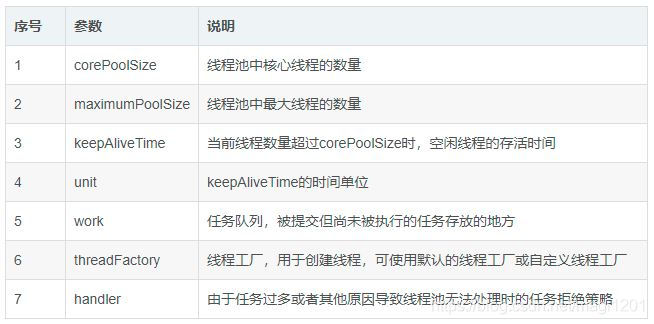 序号 参数 说明
1 corePoolSize 线程池中核心线程的数量
2 maximumPoolSize 线程池中最大线程的数量
3 keepAliveTime 当前线程数量超过corePoolSize时，空闲线程的存活时间
4 unit keepAliveTime的时间单位
5 work 任务队列，被提交但尚未被执行的任务存放的地方
6 threadFactory 线程工厂，用于创建线程，可使用默认的线程工厂或自定义线程工厂
7 handler 由于任务过多或者其他原因导致线程池无法处理时的任务拒绝策略